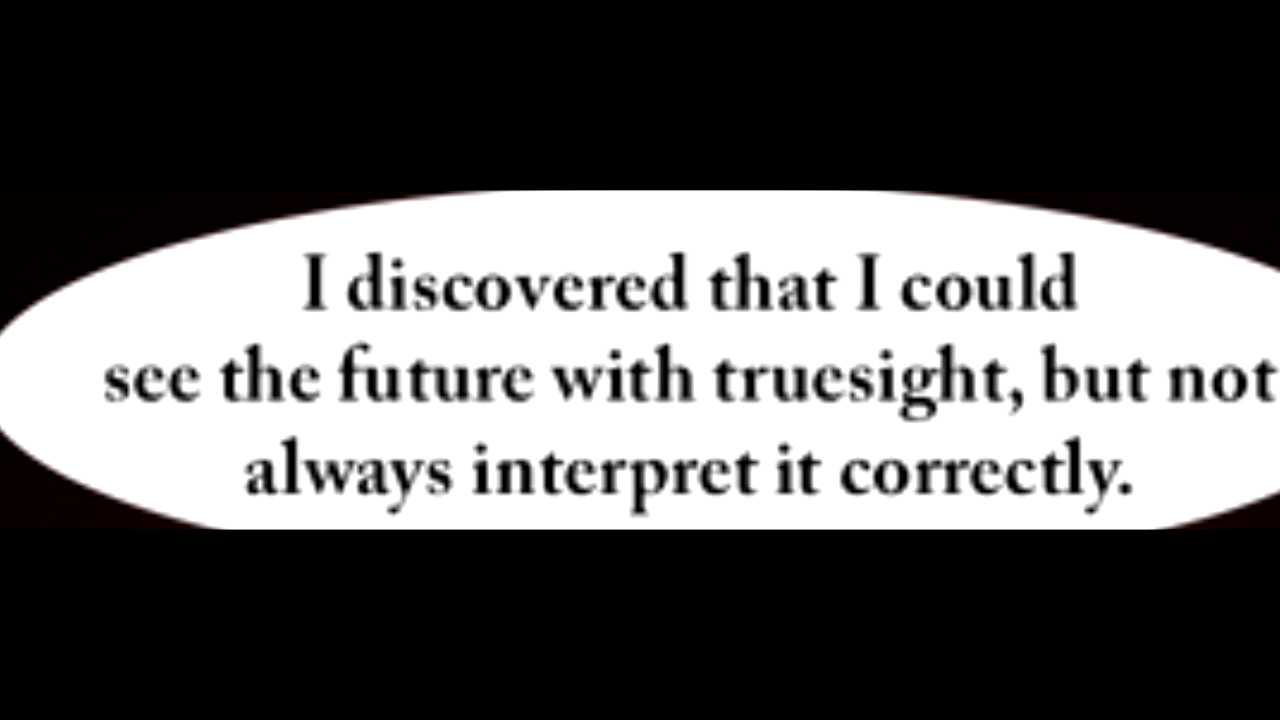 I discovered that I could
see the future with truesight, but not
always interpret it correctly.